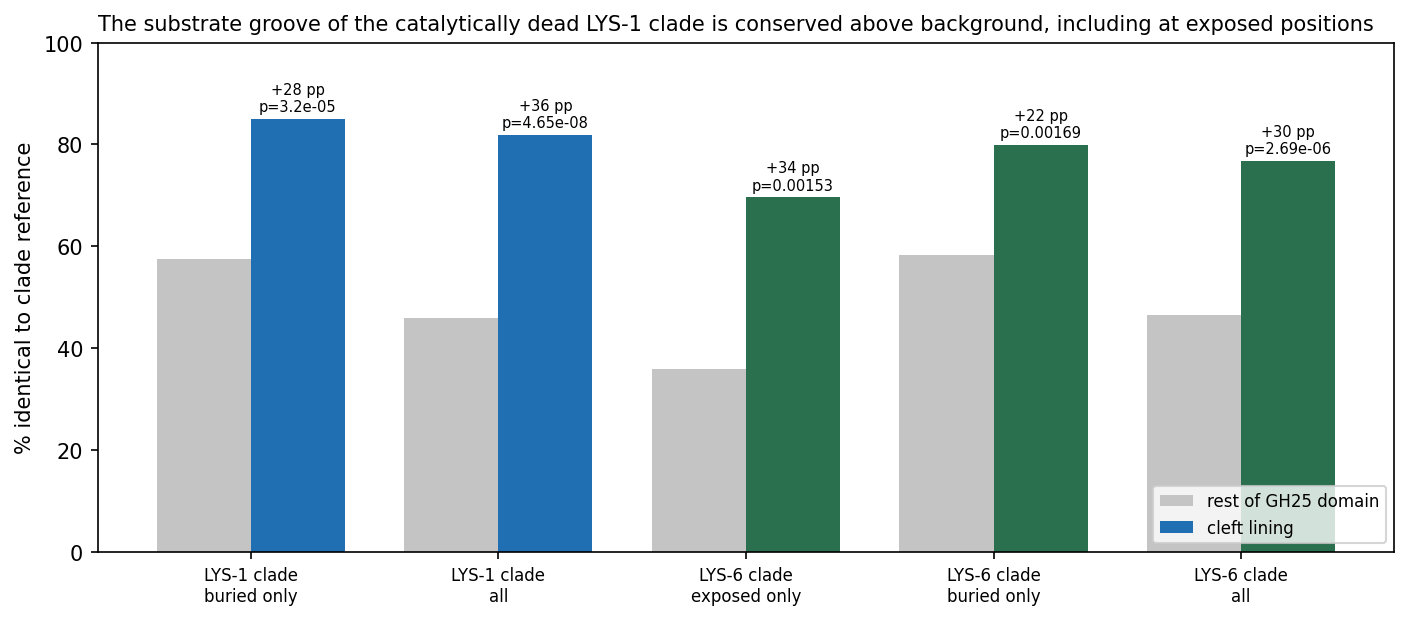 The substrate groove of the catalytically dead LYS-1 clade is conserved above background, including at exposed positions
% identical to clade reference
100
80
60
40
20
0
+28 pp
p=3.2e-05
+36 pp
p=4.65e-08
+34 pp
p=0.00153
+22 pp
p=0.00169
+30 pp
p=2.69e-06
rest of GH25 domain
cleft lining
LYS-1 clade
buried only
LYS-1 clade
all
LYS-6 clade
exposed only
LYS-6 clade
buried only
LYS-6 clade
all